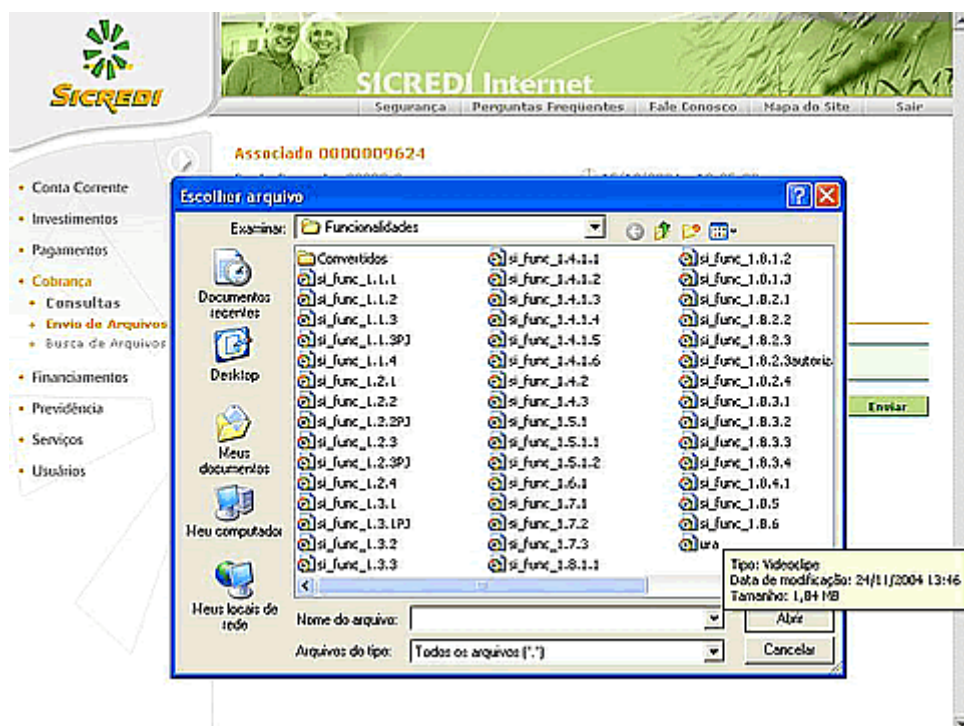 SICREDI
SICREDI Internet
Segurança
Perguntas Freqüentes
Fale Conosco
Mapa do Site
Sair
Associado 0000009624
Conta Corrente
Investimentos
Pagamentos
Cobrança
Consultas
Envio de Arquivos
Busca de Arquivos
Financiamentos
Previdência
Serviços
Usuários
Enviar
Escolher arquivo
Examinar:
Funcionalidades
Documentos recentes
Desktop
Meus documentos
Meu computador
Meus locais de rede
Convertidos
si_func_1.1.1
si_func_1.1.2
si_func_1.1.3
si_func_1.1.3PJ
si_func_1.1.4
si_func_1.2.1
si_func_1.2.2
si_func_1.2.2PJ
si_func_1.2.3
si_func_1.2.3PJ
si_func_1.2.4
si_func_1.3.1
si_func_1.3.1PJ
si_func_1.3.2
si_func_1.3.3
si_func_1.4.1.1
si_func_1.4.1.2
si_func_1.4.1.3
si_func_1.4.1.4
si_func_1.4.1.5
si_func_1.4.1.6
si_func_1.4.2
si_func_1.4.3
si_func_1.5.1
si_func_1.5.1.1
si_func_1.5.1.2
si_func_1.6.1
si_func_1.7.1
si_func_1.7.2
si_func_1.7.3
si_func_1.8.1.1
si_func_1.8.1.2
si_func_1.8.1.3
si_func_1.8.2.1
si_func_1.8.2.2
si_func_1.8.2.3
si_func_1.8.2.3autoriz
si_func_1.8.2.4
si_func_1.8.3.1
si_func_1.8.3.2
si_func_1.8.3.3
si_func_1.8.3.4
si_func_1.8.4.1
si_func_1.8.5
si_func_1.8.6
ura
Tipo: Videoclipe
Data de modificação: 24/11/2004 13:46
Tamanho: 1,84 MB
Nome do arquivo:
Abrir
Arquivos do tipo:
Todos os arquivos (*.*)
Cancelar